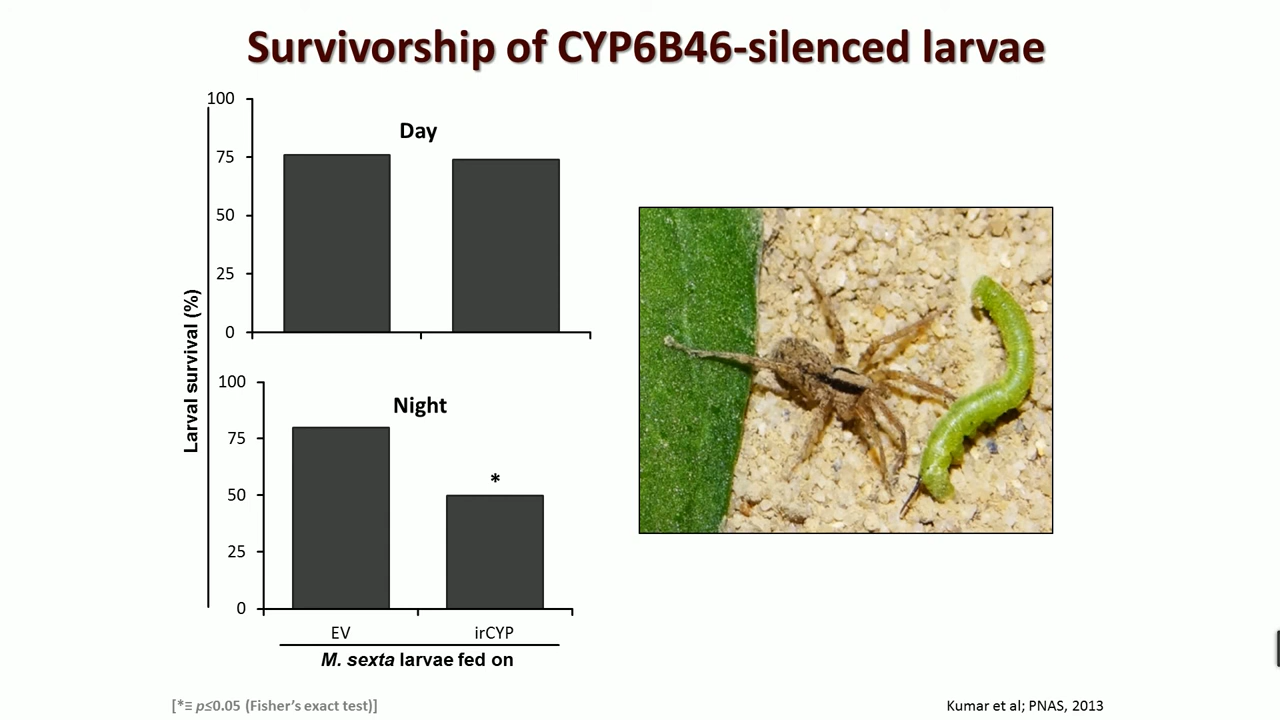 Survivorship of CYP6B46-silenced larvae
100
Day
75
50
25
0
Larval survival (%)
100
Night
75
*
50
25
0
EV irCYP
M. sexta larvae fed on
[*≡ p≤0.05 (Fisher's exact test)]
Kumar et al; PNAS, 2013